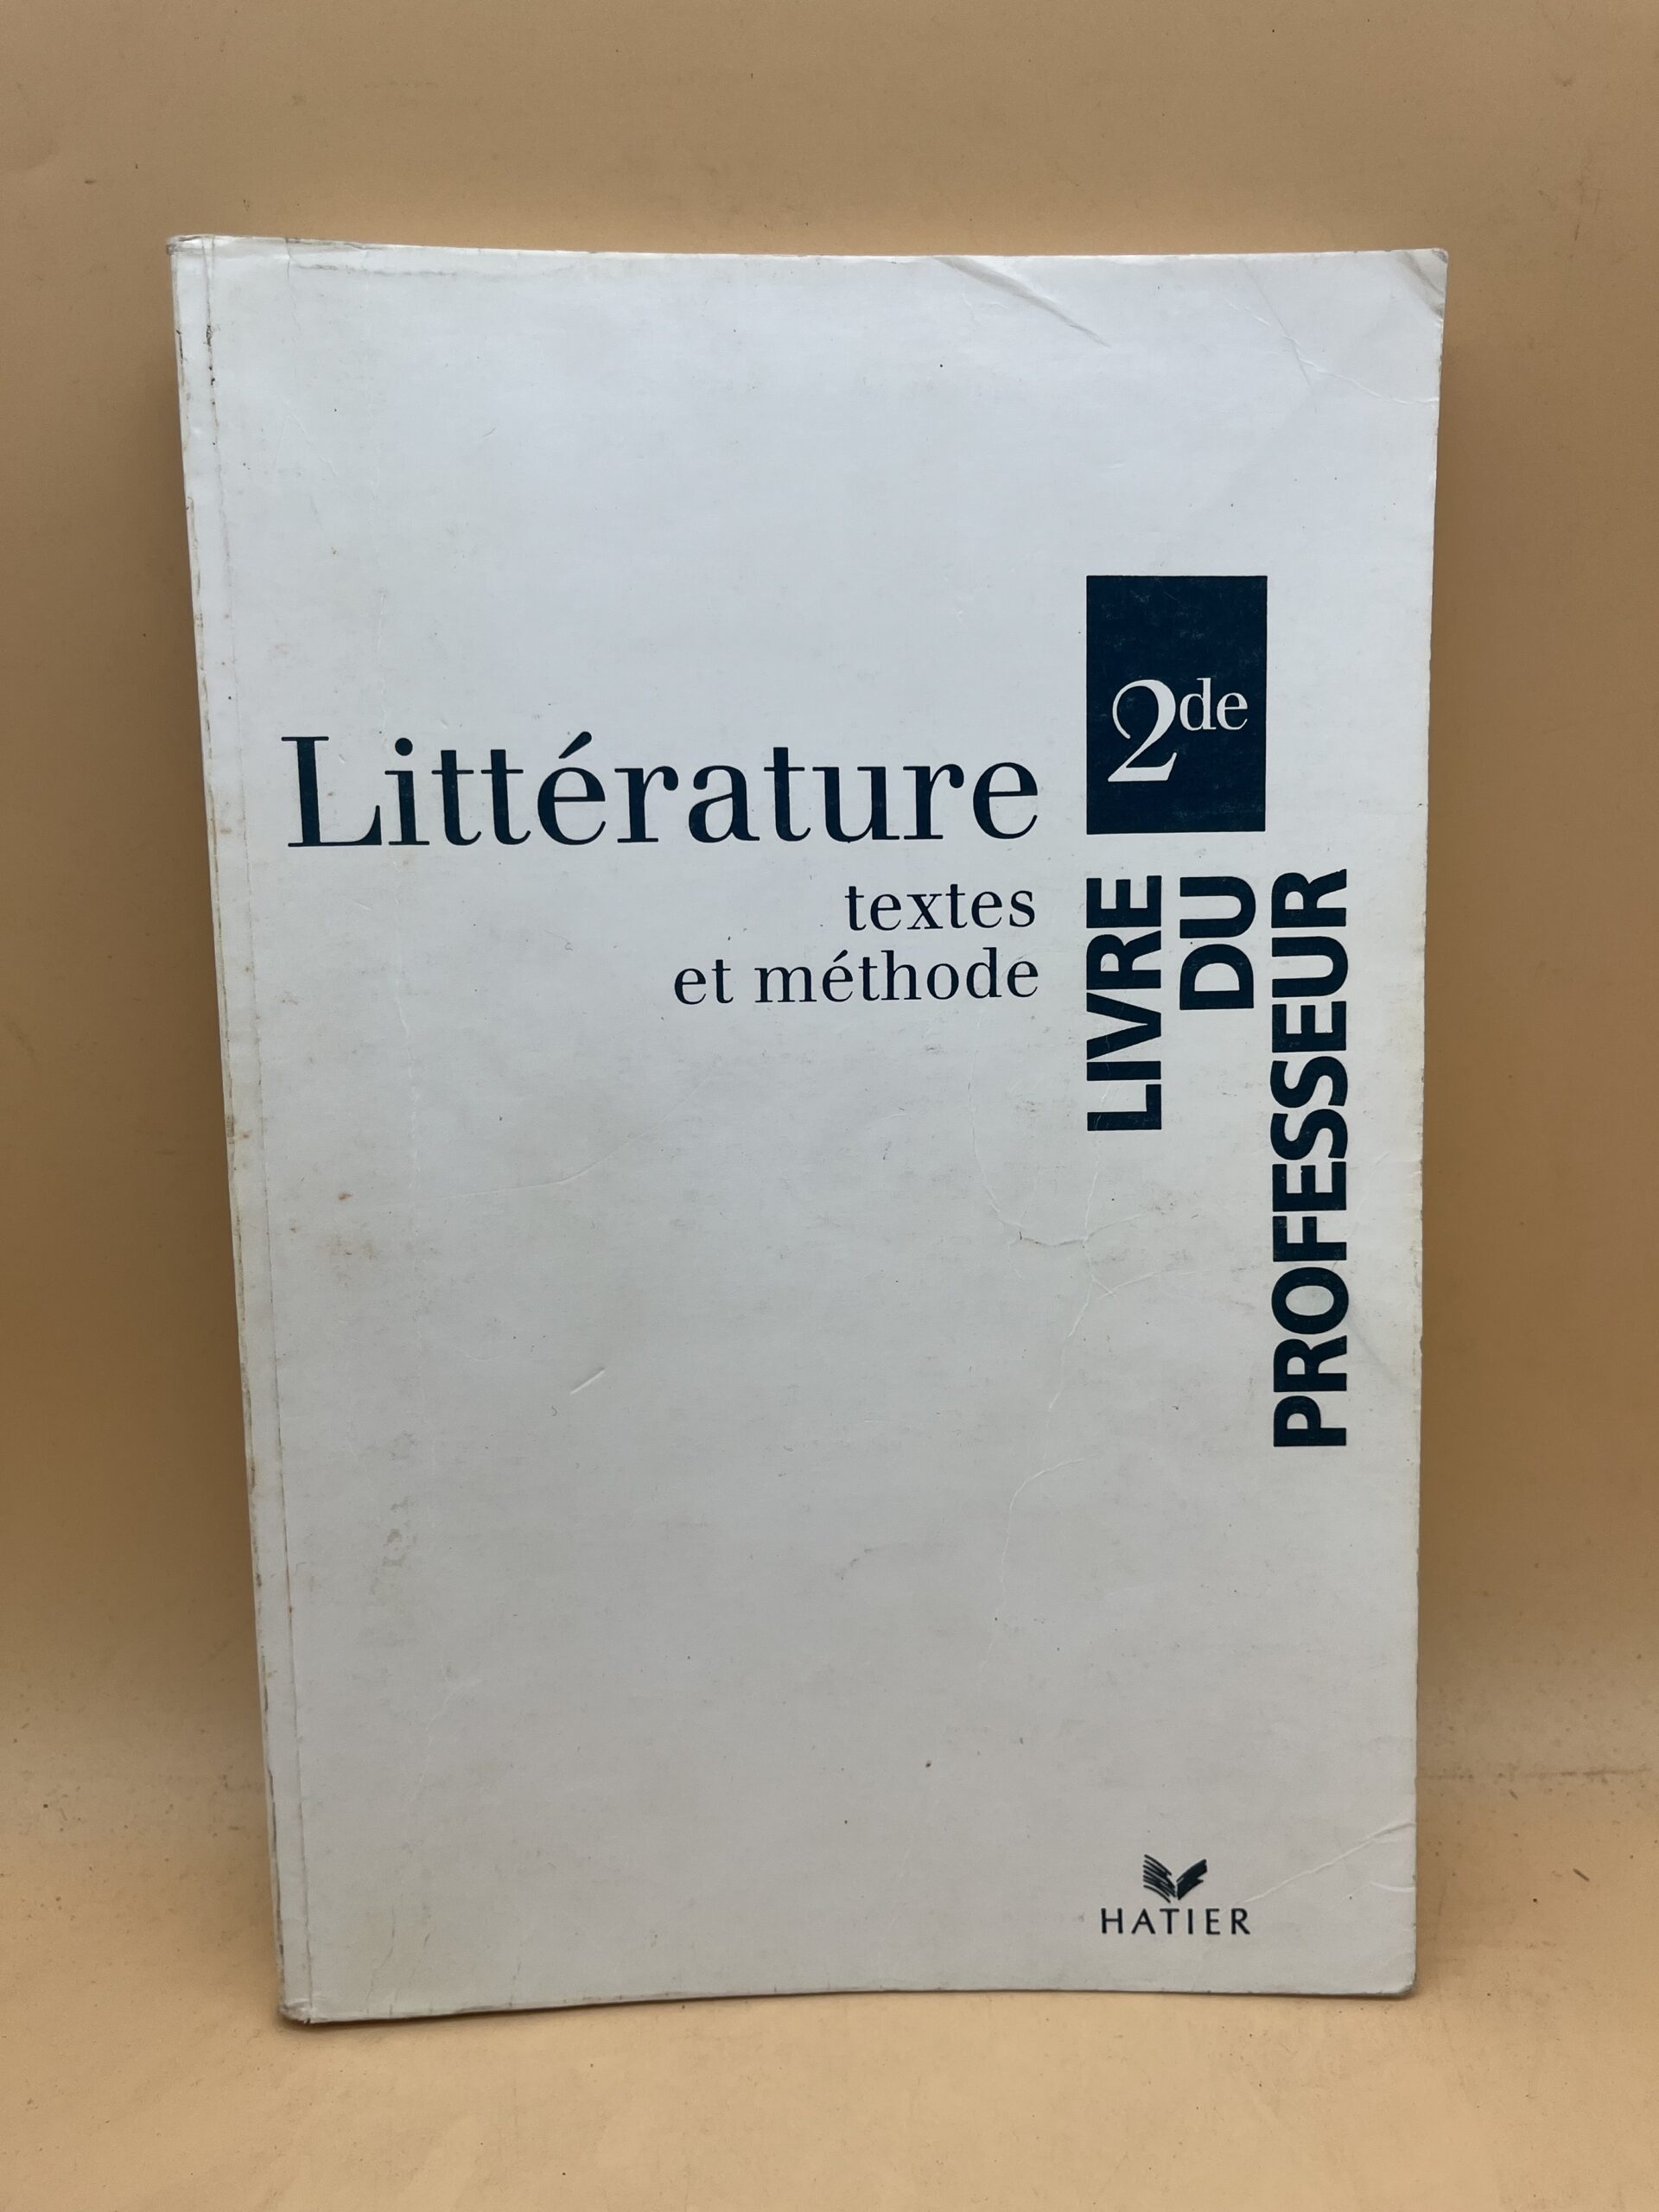 2de
Littérature
textes
et méthode
LIVRE
DU
PROFESSEUR
HATIER